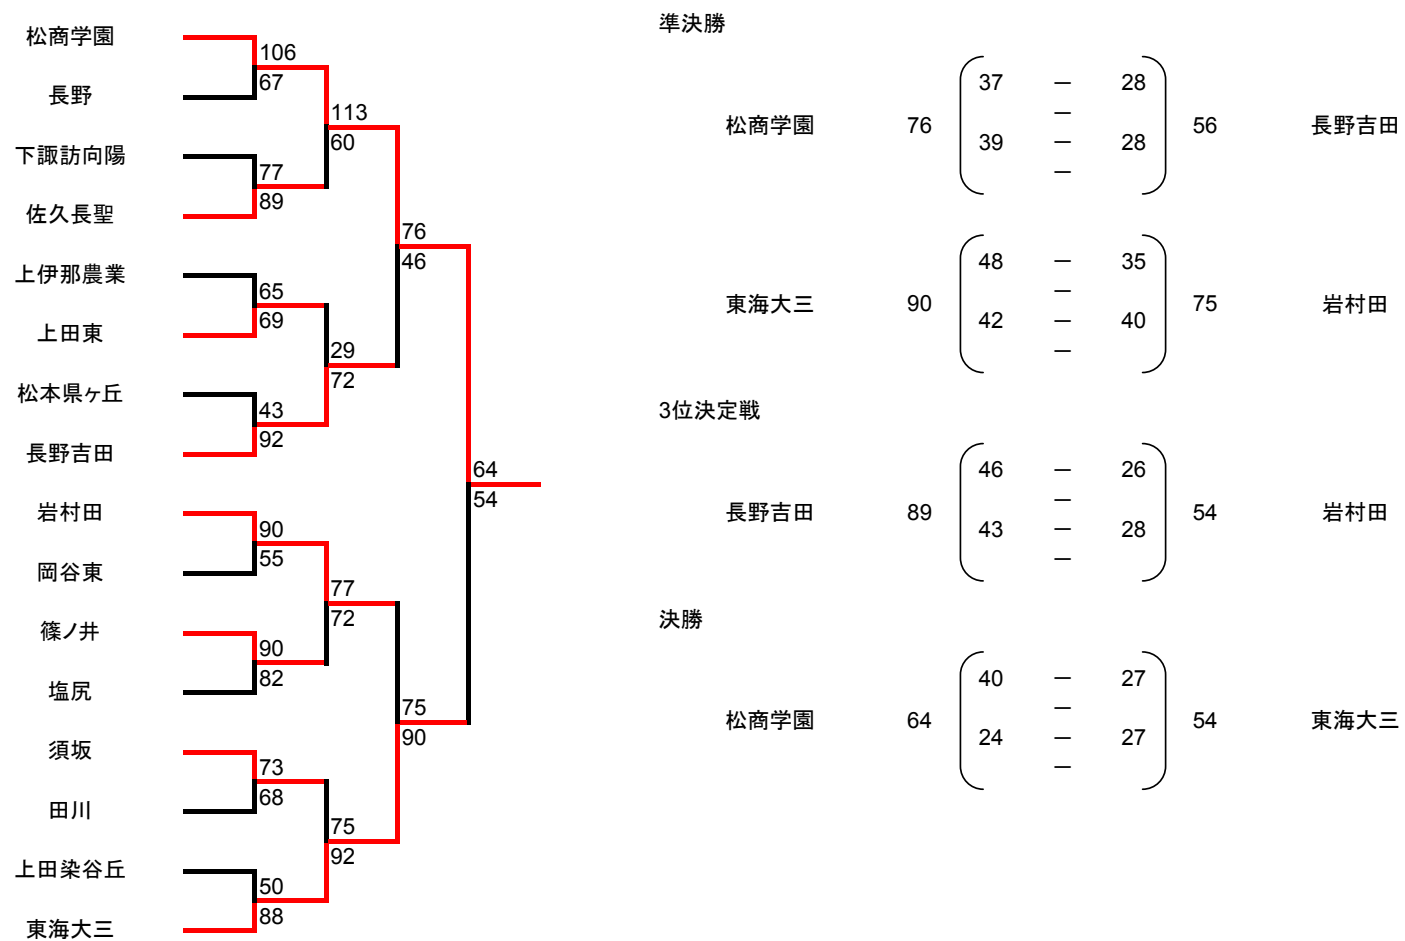 松商学園
106
67
長野
113
60
下諏訪向陽
77
89
佐久長聖
76
46
上伊那農業
65
69
上田東
29
72
松本県ヶ丘
43
92
長野吉田
64
54
岩村田
90
55
岡谷東
77
72
篠ノ井
90
82
塩尻
75
90
須坂
73
68
田川
75
92
上田染谷丘
50
88
東海大三
準決勝
37 — 28
—
松商学園 76 56 長野吉田
39 — 28
—
48 — 35
—
東海大三 90 75 岩村田
42 — 40
—
3位決定戦
46 — 26
—
長野吉田 89 54 岩村田
43 — 28
—
決勝
40 — 27
—
松商学園 64 54 東海大三
24 — 27
—